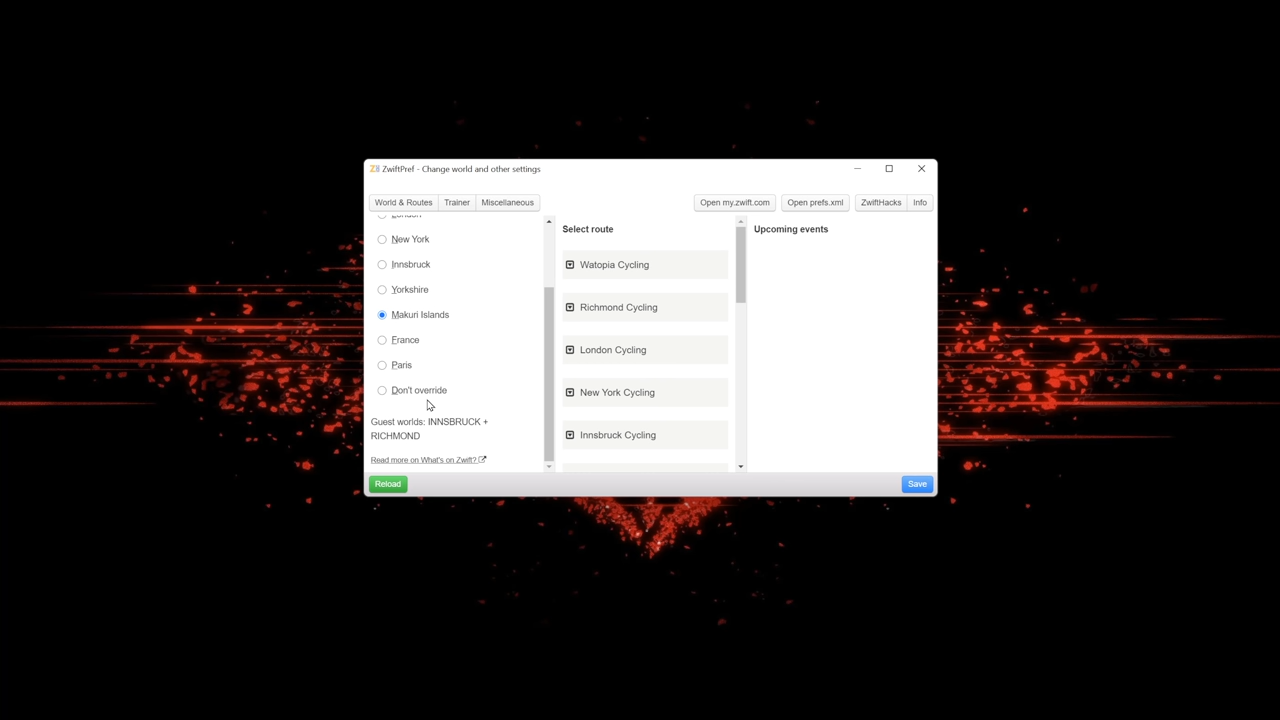 ZwiftPref - Change world and other settings
World & Routes Trainer Miscellaneous Open my.zwift.com Open prefs.xml ZwiftHacks Info
London
New York
Innsbruck
Yorkshire
Makuri Islands
France
Paris
Don't override
Guest worlds: INNSBRUCK +
RICHMOND
Read more on What's on Zwift?
Select route
Watopia Cycling
Richmond Cycling
London Cycling
New York Cycling
Innsbruck Cycling
Upcoming events
Reload Save